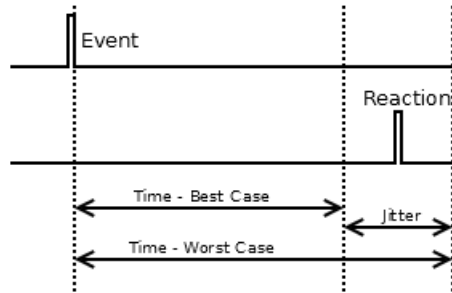 Event
Reaction
Time - Best Case
Jitter
Time - Worst Case